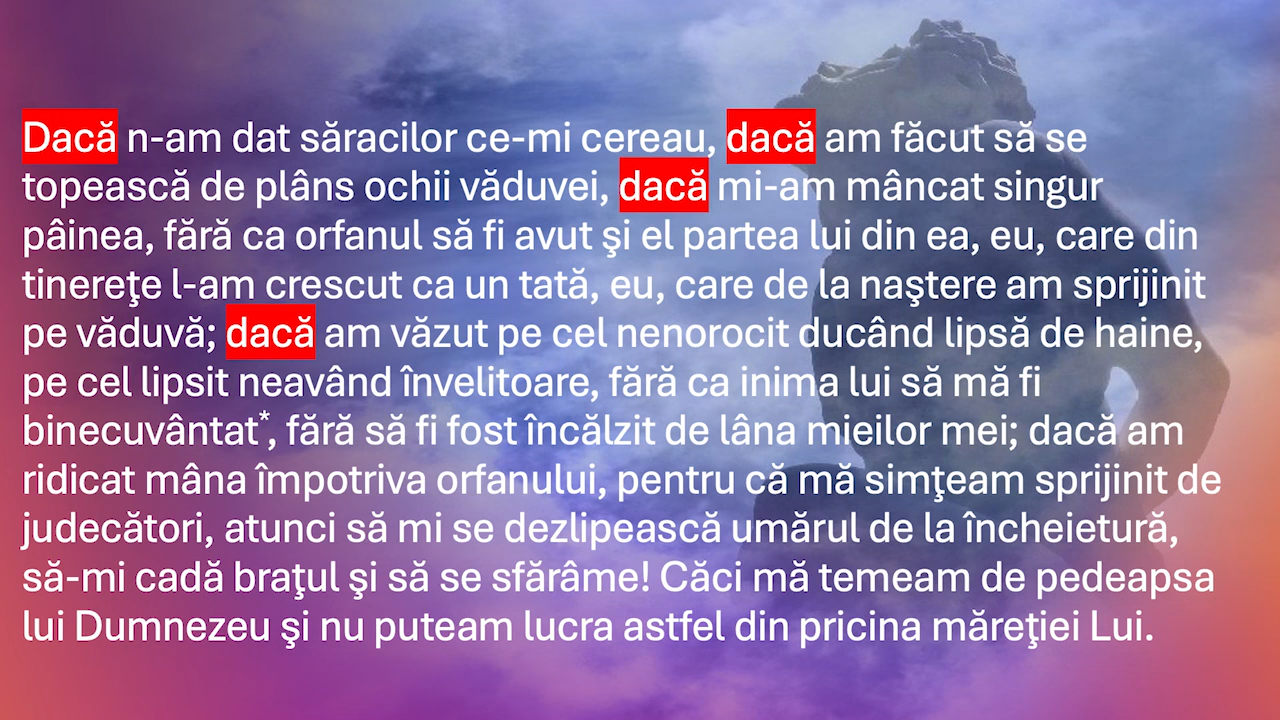 Dacă n-am dat săracilor ce-mi cereau, dacă am făcut să se
topească de plâns ochii văduvei, dacă mi-am mâncat singur
pâinea, fără ca orfanul să fi avut şi el partea lui din ea, eu, care din
tinereţe l-am crescut ca un tată, eu, care de la naştere am sprijinit
pe văduvă; dacă am văzut pe cel nenorocit ducând lipsă de haine,
pe cel lipsit neavând învelitoare, fără ca inima lui să mă fi
binecuvântat*, fără să fi fost încălzit de lâna mieilor mei; dacă am
ridicat mâna împotriva orfanului, pentru că mă simţeam sprijinit de
judecători, atunci să mi se dezlipească umărul de la încheietură,
să-mi cadă braţul şi să se sfărâme! Căci mă temeam de pedeapsa
lui Dumnezeu şi nu puteam lucra astfel din pricina măreţiei Lui.